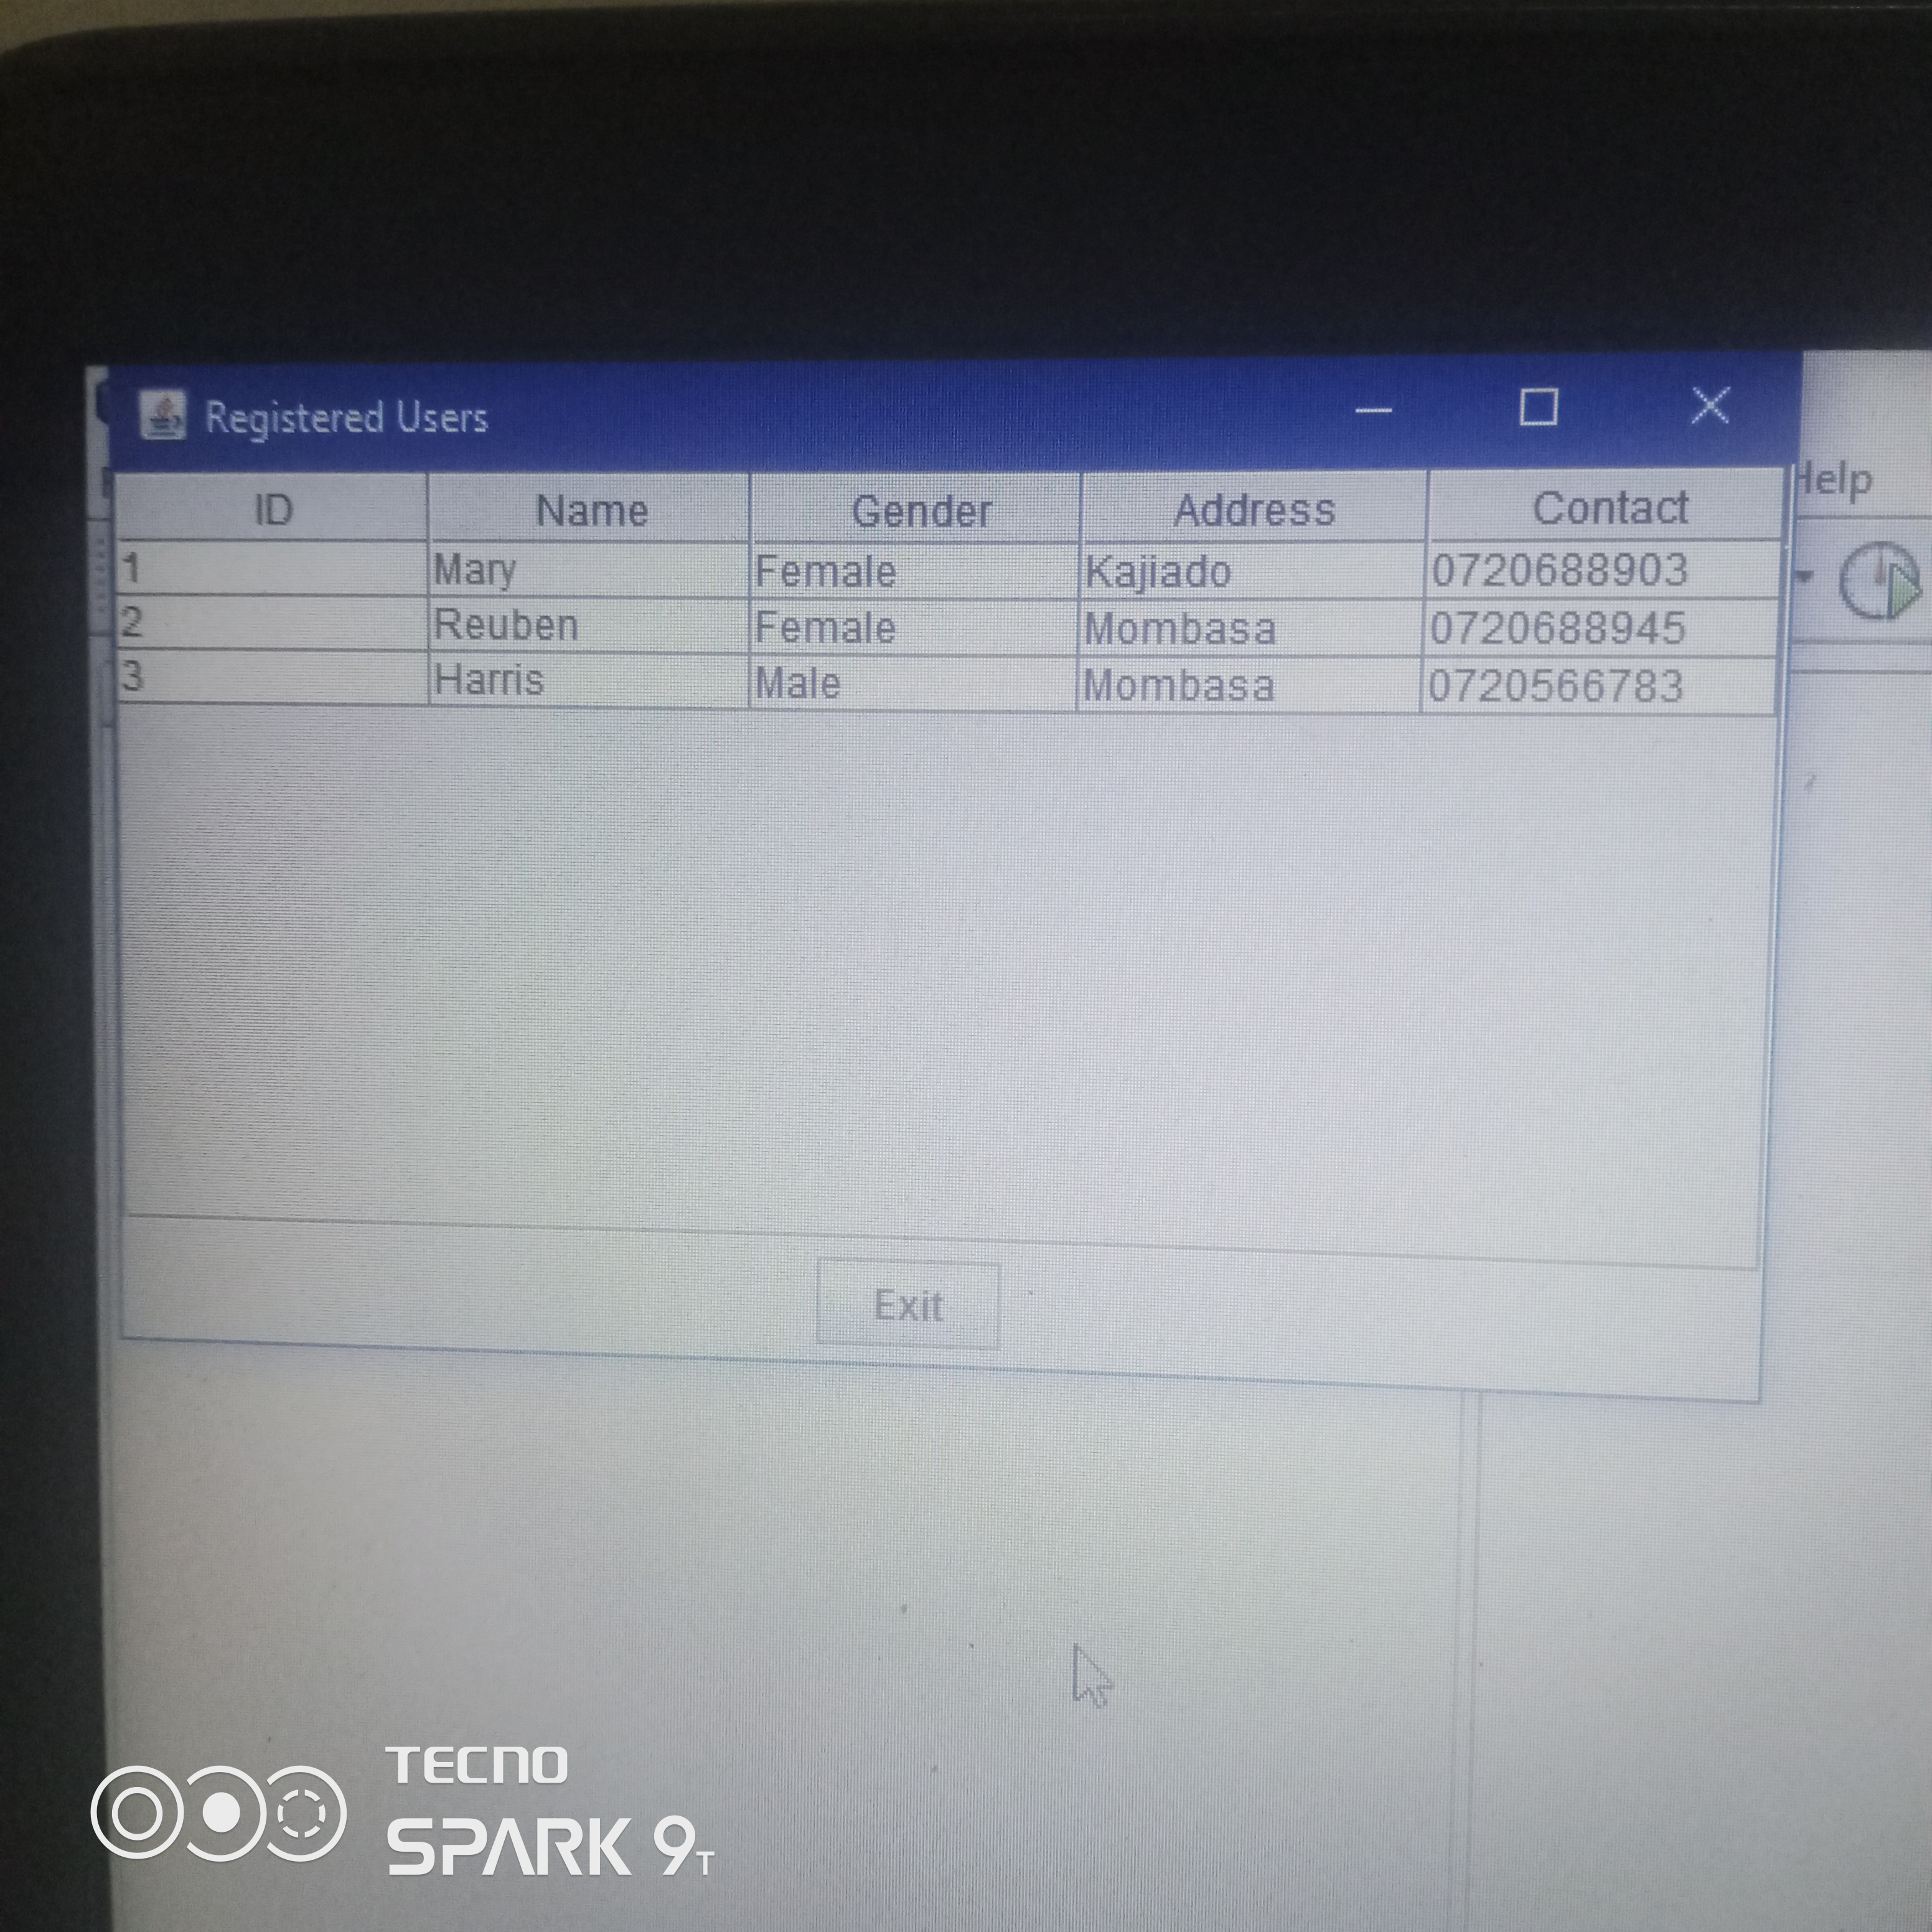 Registered Users
Help
ID Name Gender Address Contact
1 Mary Female Kajiado 0720688903
2 Reuben Female Mombasa 0720688945
3 Harris Male Mombasa 0720566783
Exit
TECNO
SPARK 9T